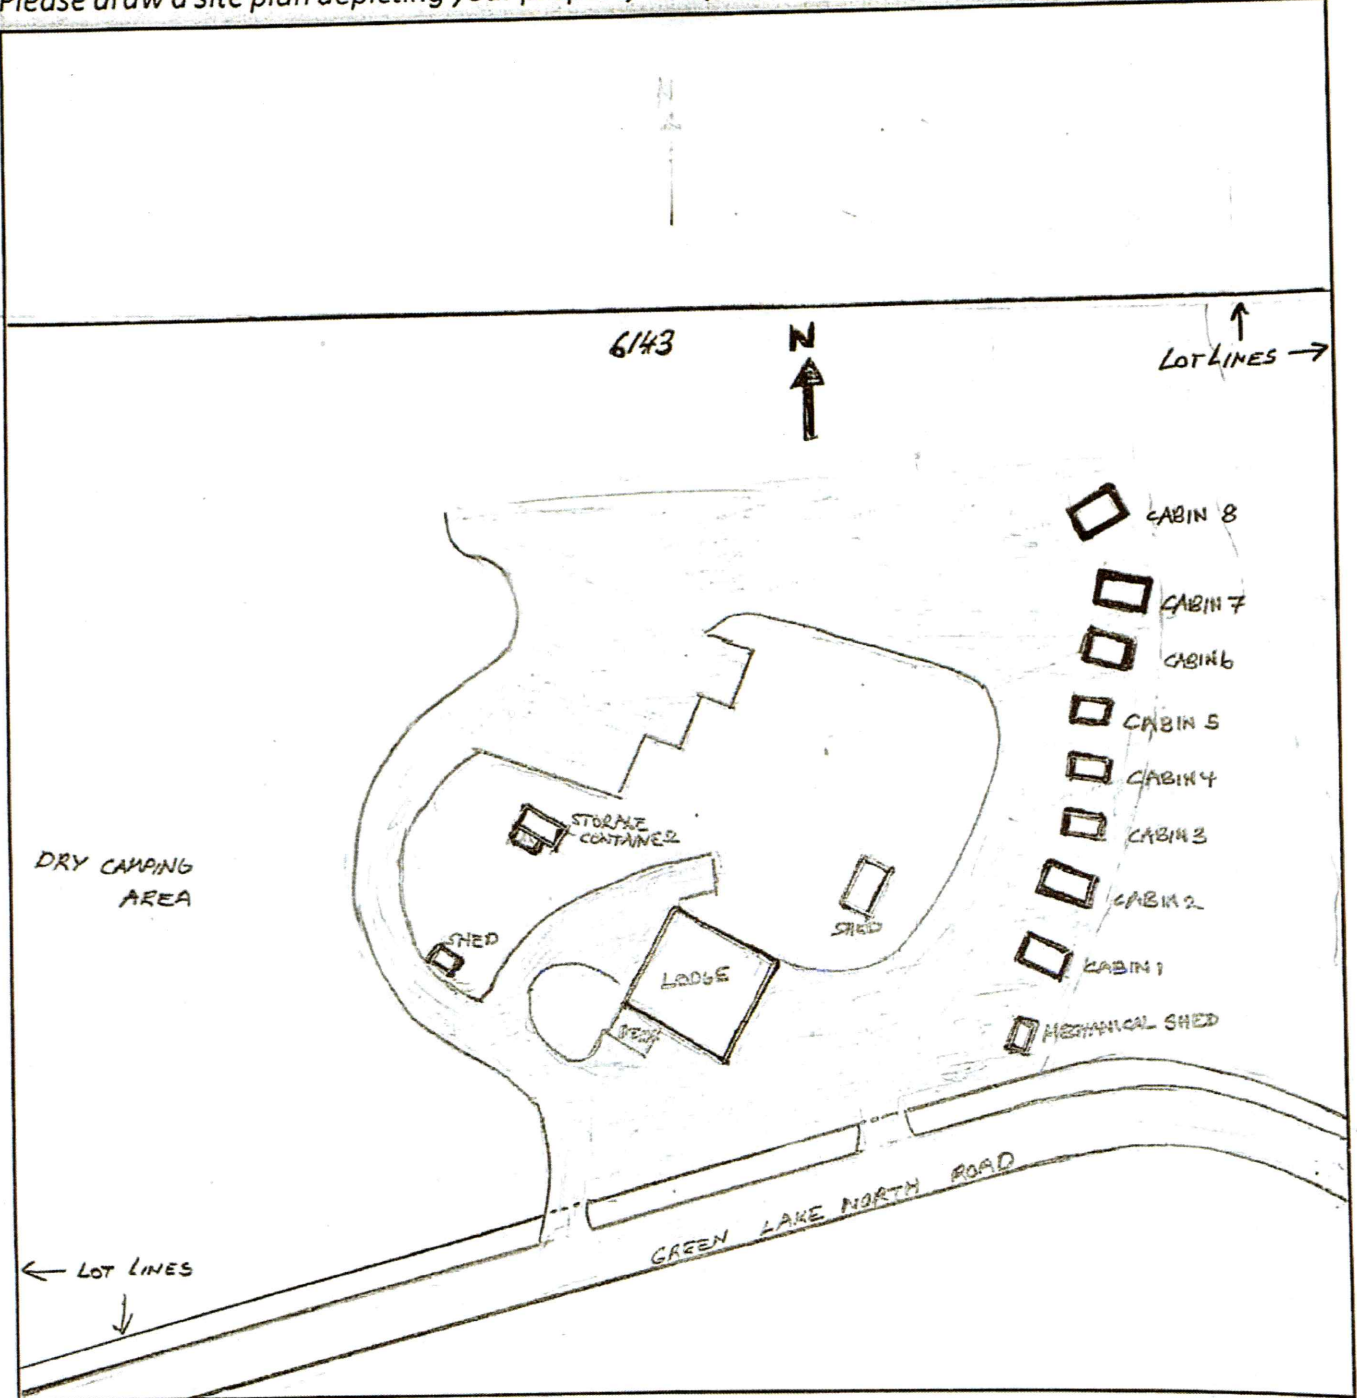 Please draw a site plan depicting your
N
6143
N
LOT LINES →
CABIN 8
CABIN 7
CABIN 6
CABIN 5
CABIN 4
STORAGE
CONTAINER
CABIN 3
DRY CAMPING
AREA
CABIN 2
SHED
SHED
CABIN 1
LODGE
DECK
MECHANICAL SHED
GREEN LAKE NORTH ROAD
← LOT LINES